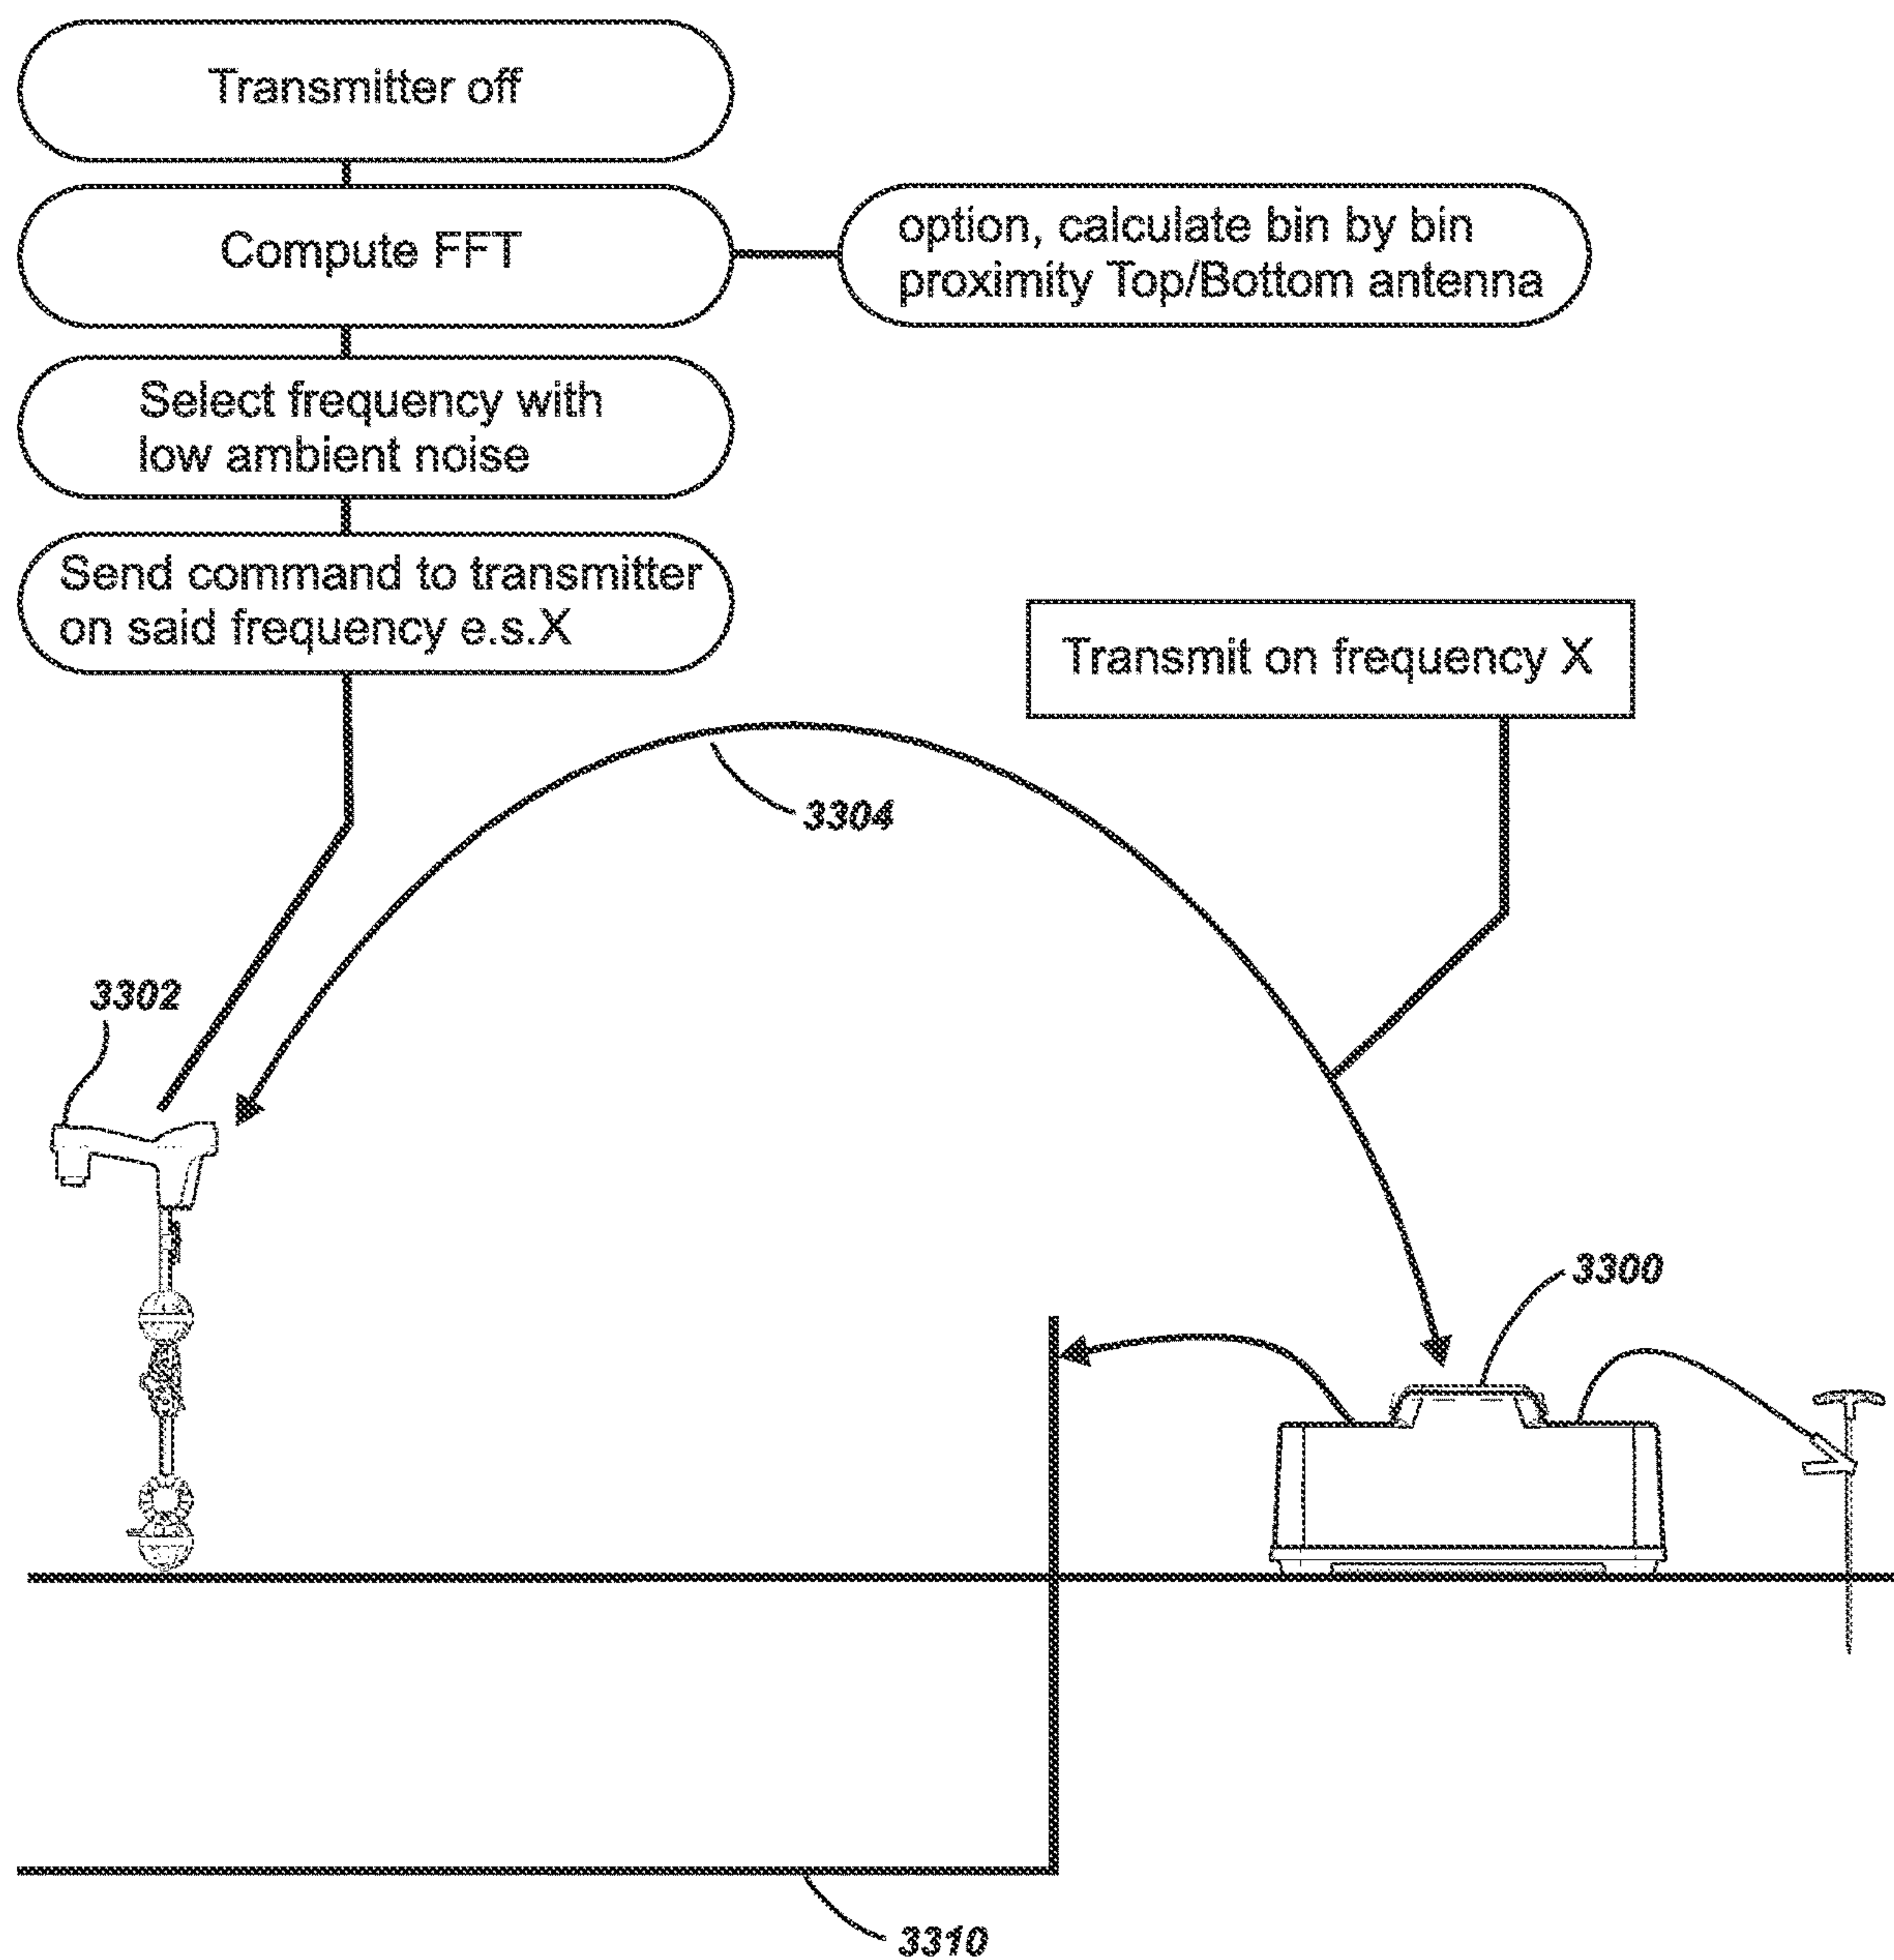 Transmitter off
Compute FFT
option, calculate bin by bin
proximity Top/Bottom antenna
Select frequency with
low ambient noise
Send command to transmitter
on said frequency e.s.X
Transmit on frequency X
3304
3302
3300
3310